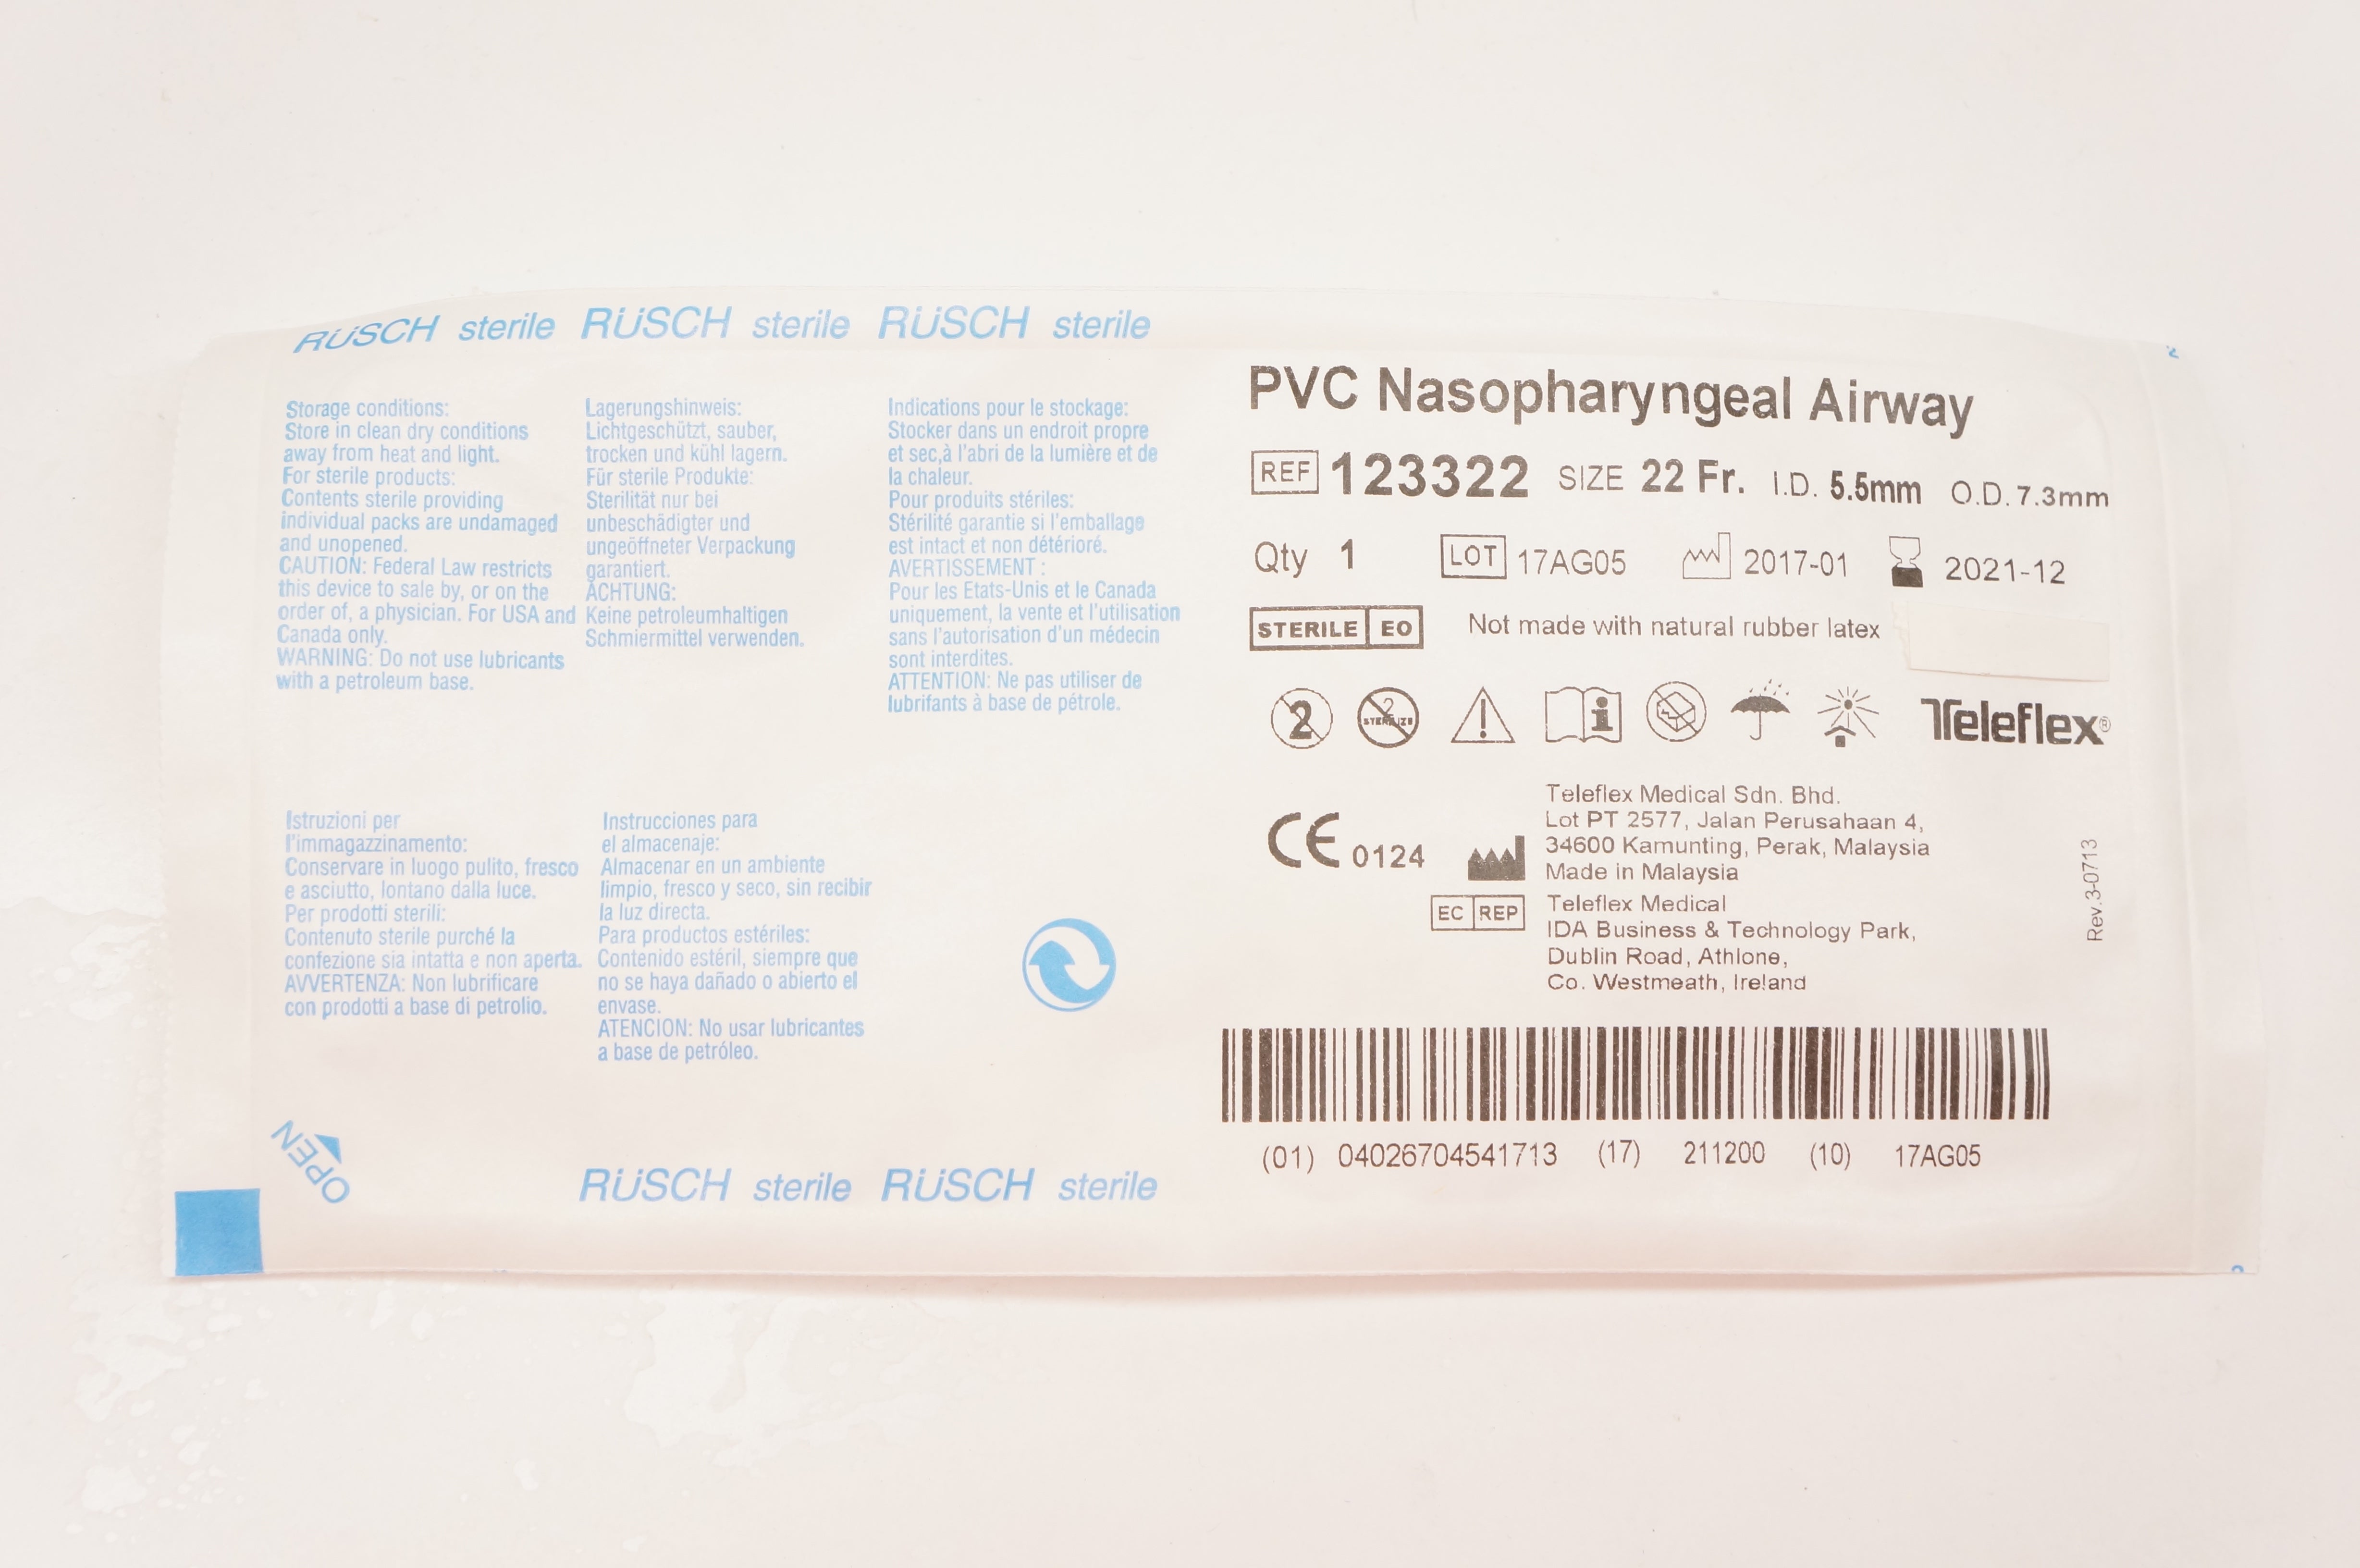 RÜSCH sterile RÜSCH sterile RÜSCH sterile
Storage conditions:
Store in clean dry conditions
away from heat and light.
For sterile products:
Contents sterile providing
individual packs are undamaged
and unopened.
CAUTION: Federal Law restricts
this device to sale by, or on the
order of, a physician. For USA and
Canada only.
WARNING: Do not use lubricants
with a petroleum base.
Lagerungshinweis:
Lichtgeschützt, sauber,
trocken und kühl lagern.
Für sterile Produkte:
Sterilität nur bei
unbeschädigter und
ungeöffneter Verpackung
garantiert.
ACHTUNG:
Keine petroleumhaltigen
Schmiermittel verwenden.
Indications pour le stockage:
Stocker dans un endroit propre
et sec,à l'abri de la lumière et de
la chaleur.
Pour produits stériles:
Stérilité garantie si l'emballage
est intact et non détérioré.
AVERTISSEMENT :
Pour les Etats-Unis et le Canada
uniquement, la vente et l'utilisation
sans l'autorisation d'un médecin
sont interdites.
ATTENTION: Ne pas utiliser de
lubrifants à base de pétrole.
Istruzioni per
l'immagazzinamento:
Conservare in luogo pulito, fresco
e asciutto, lontano dalla luce.
Per prodotti sterili:
Contenuto sterile purché la
confezione sia intatta e non aperta.
AVVERTENZA: Non lubrificare
con prodotti a base di petrolio.
Instrucciones para
el almacenaje:
Almacenar en un ambiente
limpio, fresco y seco, sin recibir
la luz directa.
Para productos estériles:
Contenido estéril, siempre que
no se haya dañado o abierto el
envase.
ATENCION: No usar lubricantes
a base de petróleo.
OPEN
RÜSCH sterile RÜSCH sterile
PVC Nasopharyngeal Airway
REF 123322 SIZE 22 Fr. I.D. 5.5mm O.D. 7.3mm
Qty 1 LOT 17AG05 2017-01 2021-12
STERILE EO Not made with natural rubber latex
2 2 STERILIZE i Teleflex®
CE 0124
Teleflex Medical Sdn. Bhd.
Lot PT 2577, Jalan Perusahaan 4,
34600 Kamunting, Perak, Malaysia
Made in Malaysia
EC REP
Teleflex Medical
IDA Business & Technology Park,
Dublin Road, Athlone,
Co. Westmeath, Ireland
Rev.3-0713
(01) 04026704541713 (17) 211200 (10) 17AG05